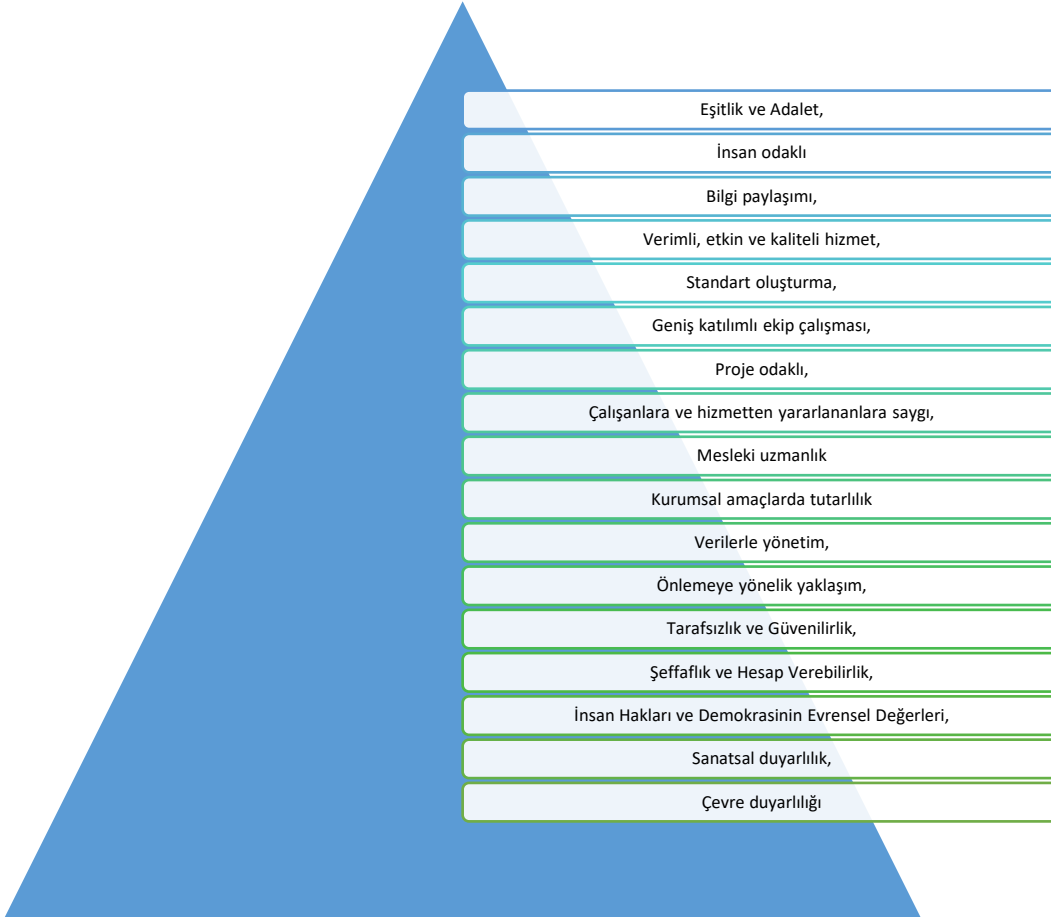 Eşitlik ve Adalet,
İnsan odaklı
Bilgi paylaşımı,
Verimli, etkin ve kaliteli hizmet,
Standart oluşturma,
Geniş katılımlı ekip çalışması,
Proje odaklı,
Çalışanlara ve hizmetten yararlananlara saygı,
Mesleki uzmanlık
Kurumsal amaçlarda tutarlılık
Verilerle yönetim,
Önlemeye yönelik yaklaşım,
Tarafsızlık ve Güvenilirlik,
Şeffaflık ve Hesap Verebilirlik,
İnsan Hakları ve Demokrasinin Evrensel Değerleri,
Sanatsal duyarlılık,
Çevre duyarlılığı